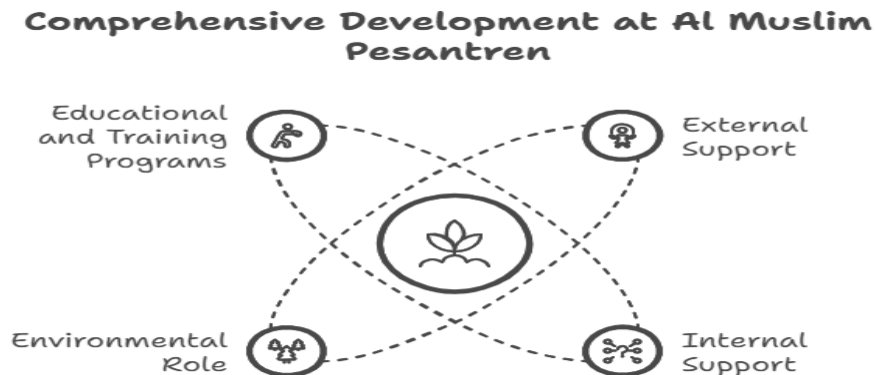 Comprehensive Development at Al Muslim
Pesantren
Educational
and Training
Programs
External
Support
Environmental
Role
Internal
Support